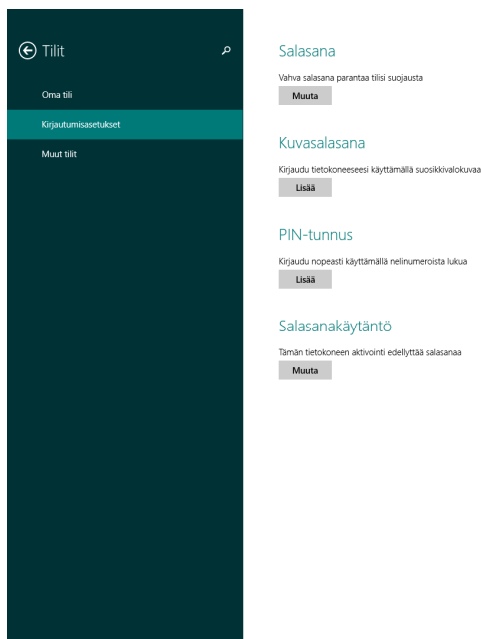 Tilit
Oma tili
Kirjautumisasetukset
Muut tilit
Salasana
Vahva salasana parantaa tilisi suojausta
Muuta
Kuvasalasana
Kirjaudu tietokoneeseesi käyttämällä suosikkivalokuvaa
Lisää
PIN-tunnus
Kirjaudu nopeasti käyttämällä nelinumeroista lukua
Lisää
Salasanakäytäntö
Tämän tietokoneen aktivointi edellyttää salasanaa
Muuta